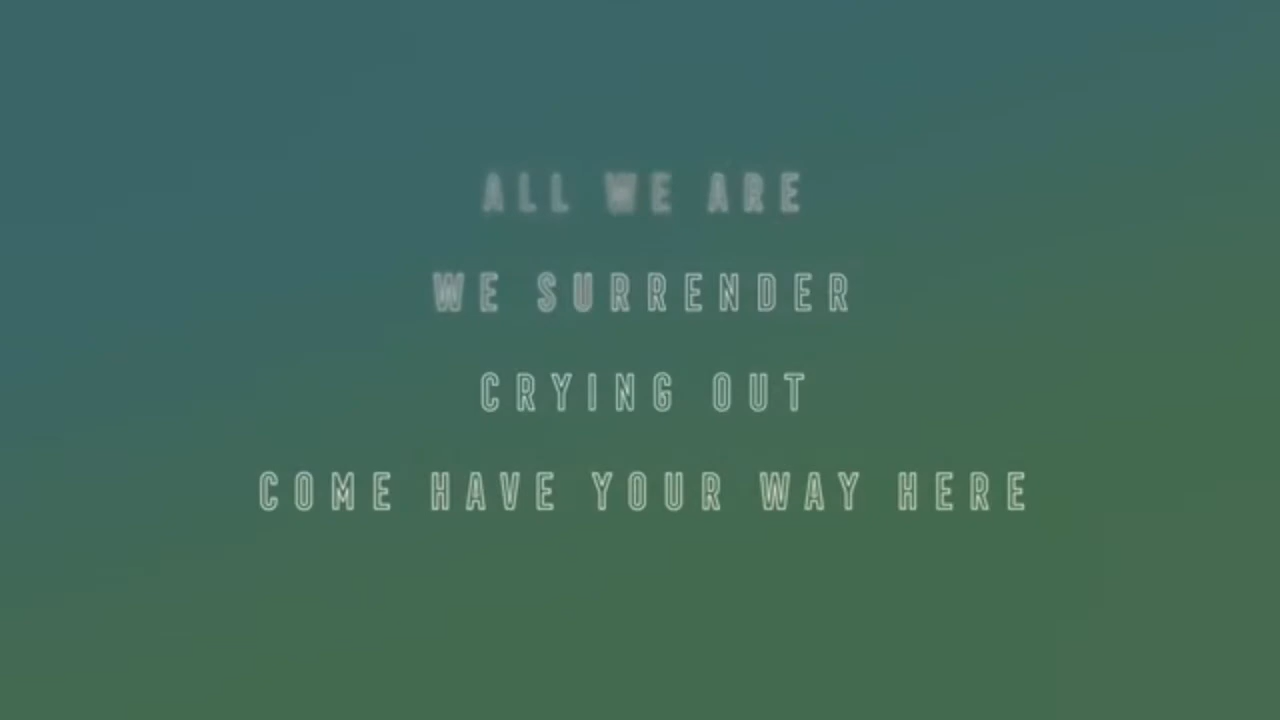 ALL WE ARE
WE SURRENDER
CRYING OUT
COME HAVE YOUR WAY HERE